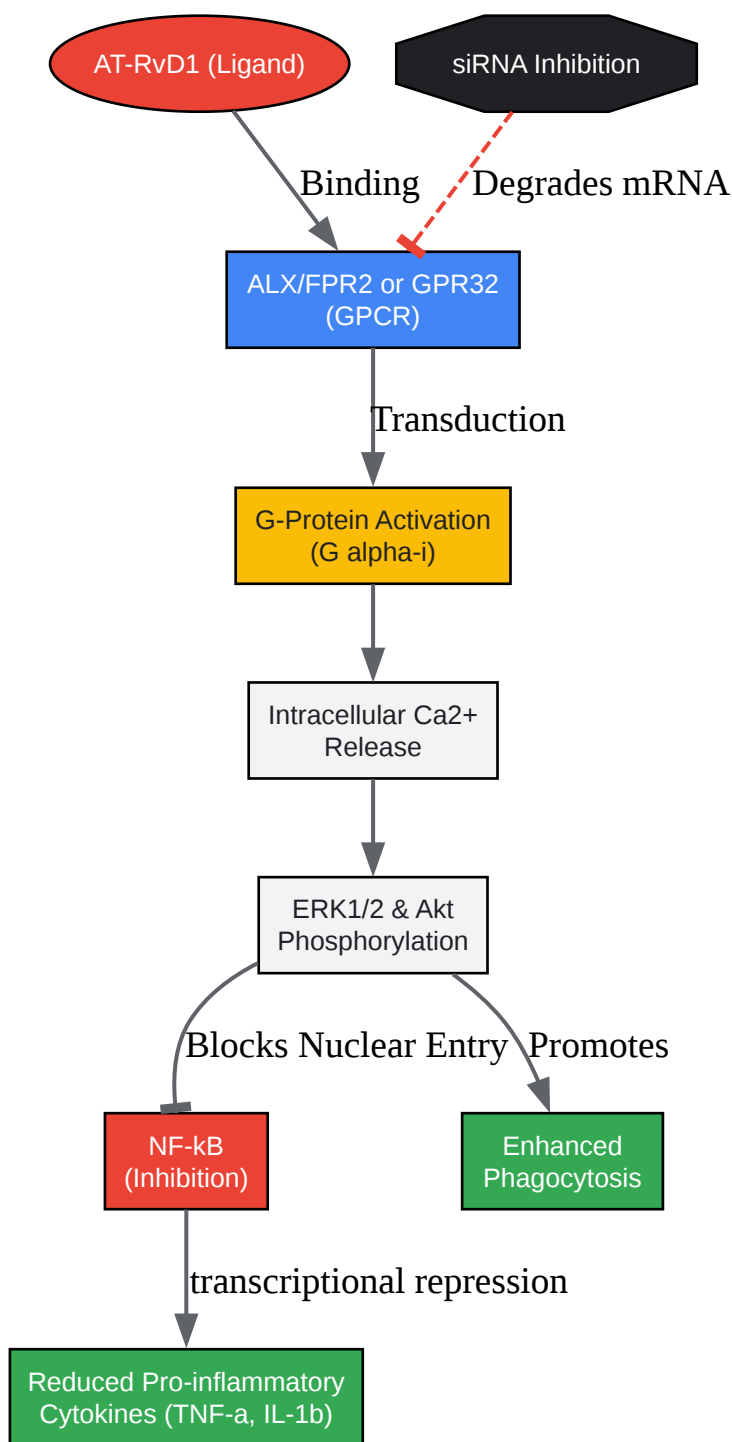 AT-RvD1 (Ligand)
siRNA Inhibition
Binding
Degrades mRNA
ALX/FPR2 or GPR32
(GPCR)
Transduction
G-Protein Activation
(G alpha-i)
Intracellular Ca2+
Release
ERK1/2 & Akt
Phosphorylation
Blocks Nuclear Entry
Promotes
NF-kB
(Inhibition)
Enhanced
Phagocytosis
transcriptional repression
Reduced Pro-inflammatory
Cytokines (TNF-a, IL-1b)